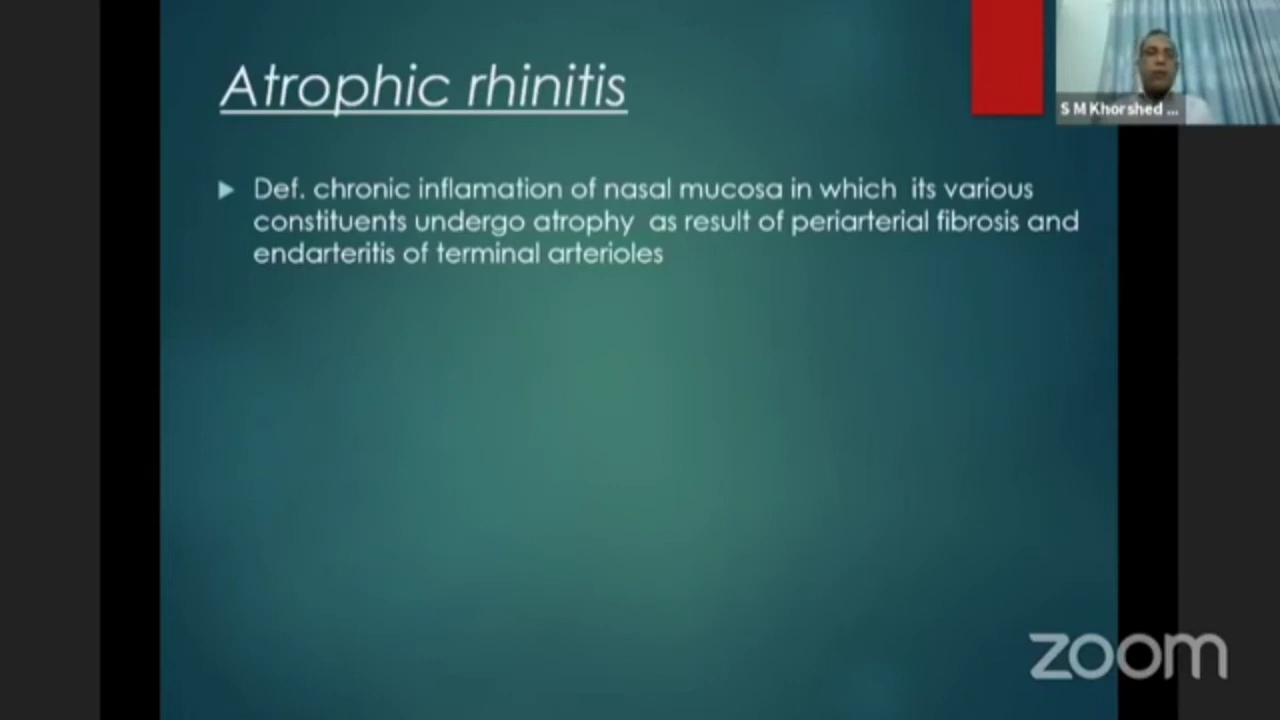 Atrophic rhinitis
S M Khorshed ...
Def. chronic inflamation of nasal mucosa in which its various
constituents undergo atrophy as result of periarterial fibrosis and
endarteritis of terminal arterioles
zoom